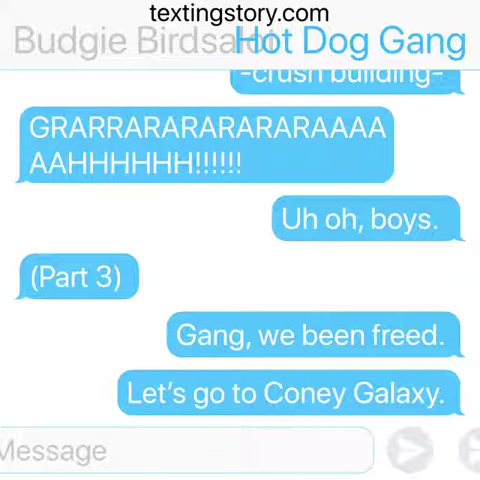 textingstory.com
Budgie Birdsa Hot Dog Gang
-crush building-
GRARRARARARARARAAAA
AAHHHHHH!!!!!!
Uh oh, boys.
(Part 3)
Gang, we been freed.
Let’s go to Coney Galaxy.
Message